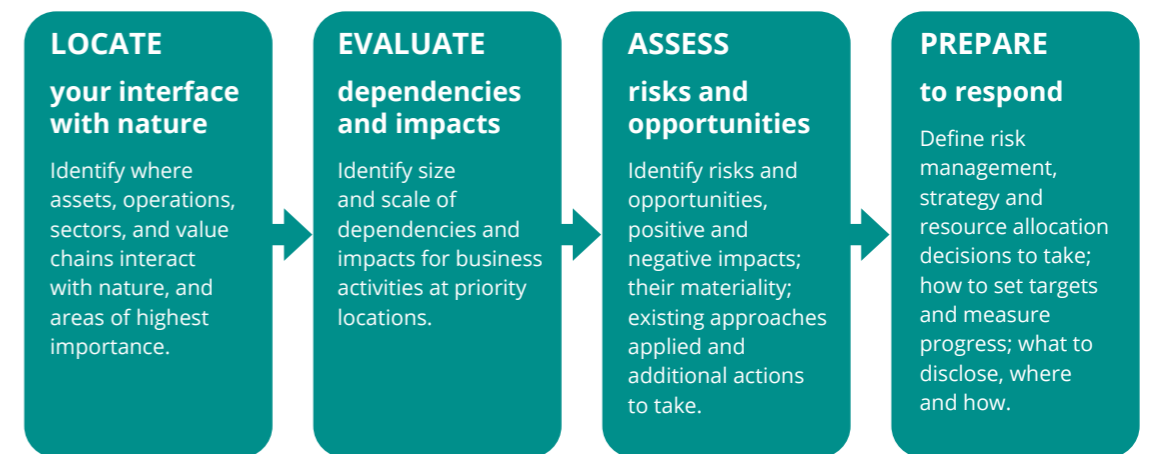 LOCATE
your interface
with nature
Identify where
assets, operations,
sectors, and value
chains interact
with nature, and
areas of highest
importance.
EVALUATE
dependencies
and impacts
Identify size
and scale of
dependencies and
impacts for business
activities at priority
locations.
ASSESS
risks and
opportunities
Identify risks and
opportunities,
positive and
negative impacts;
their materiality;
existing approaches
applied and
additional actions
to take.
PREPARE
to respond
Define risk
management,
strategy and
resource allocation
decisions to take;
how to set targets
and measure
progress; what to
disclose, where
and how.